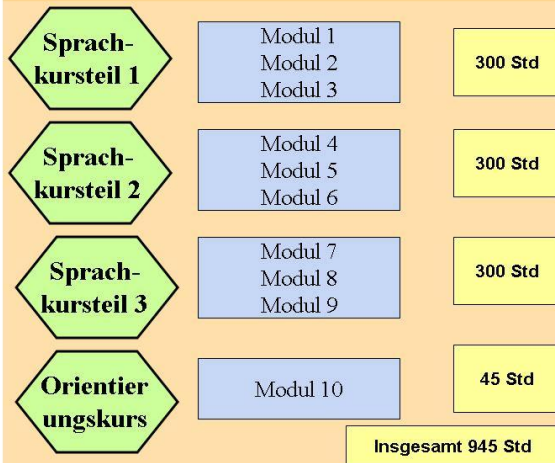 Sprach-
kursteil 1
Modul 1
Modul 2
Modul 3
300 Std
Sprach-
kursteil 2
Modul 4
Modul 5
Modul 6
300 Std
Sprach-
kursteil 3
Modul 7
Modul 8
Modul 9
300 Std
Orientier
ungskurs
Modul 10
45 Std
Insgesamt 945 Std